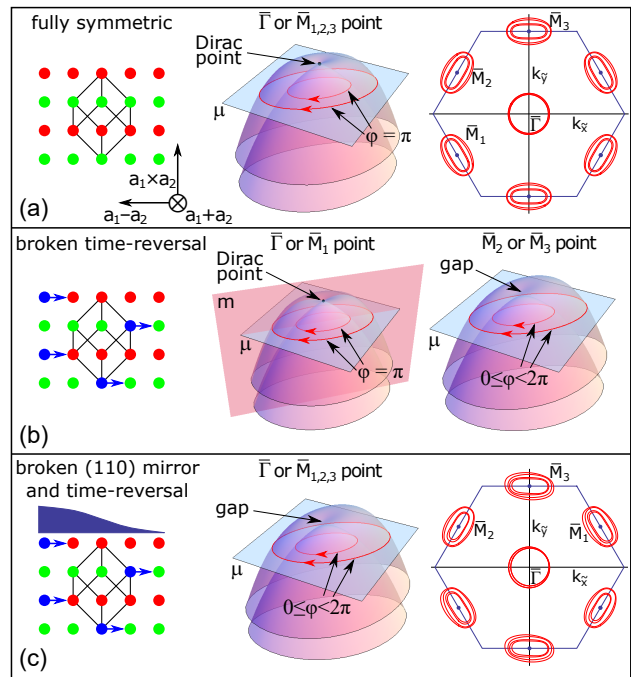 fully symmetric
Γ̅ or M̅1,2,3 point
Dirac
point
μ
φ = π
M̅3
M̅2
M̅1
kỹ
kx̃
Γ̅
a1×a2
a1−a2
a1+a2
(a)
broken time-reversal
Γ̅ or M̅1 point
Dirac
point
m
μ
φ = π
M̅2 or M̅3 point
gap
μ
0≤φ<2π
(b)
broken (110) mirror
and time-reversal
Γ̅ or M̅1,2,3 point
gap
μ
0≤φ<2π
M̅3
M̅2
M̅1
kỹ
kx̃
Γ̅
(c)